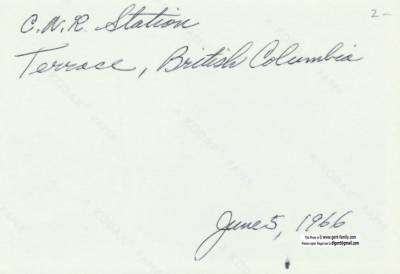 2-
C.N.R. Station
Terrace, British Columbia
June 5, 1966